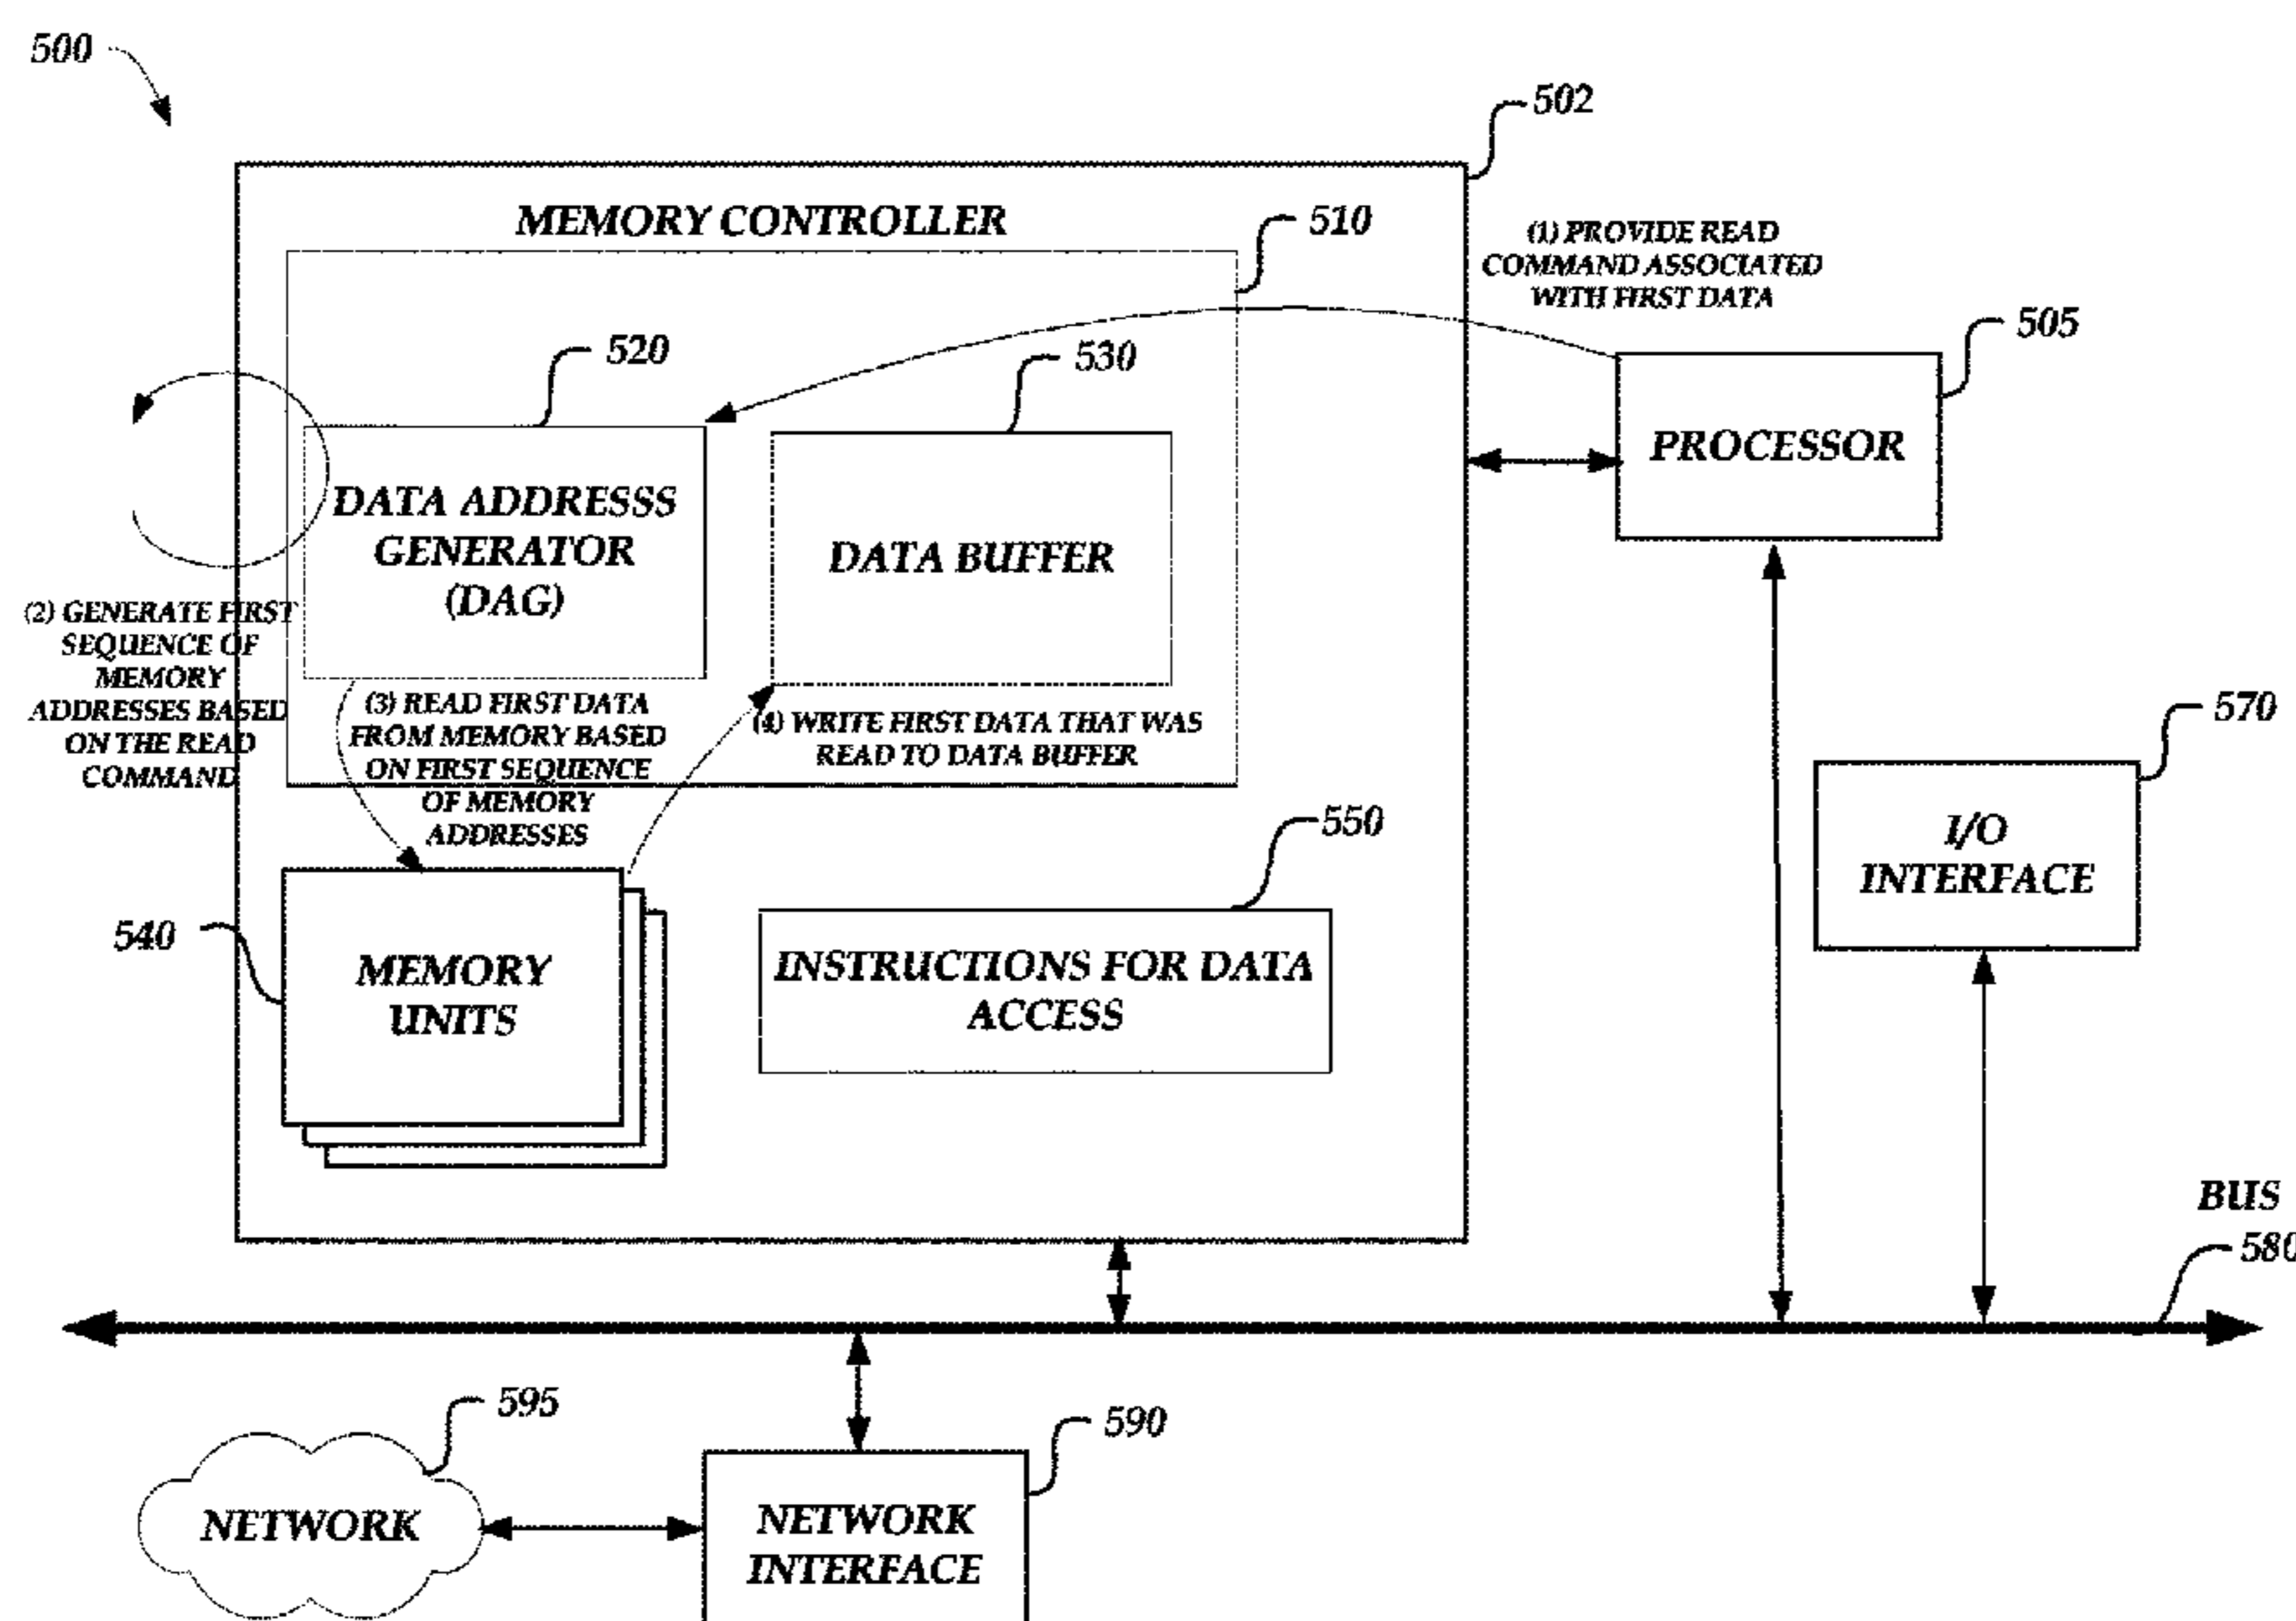 500
502
MEMORY CONTROLLER
510
(1) PROVIDE READ
COMMAND ASSOCIATED
WITH FIRST DATA
520
530
505
PROCESSOR
DATA ADDRESSS
GENERATOR
(DAG)
DATA BUFFER
(2) GENERATE FIRST
SEQUENCE OF
MEMORY
ADDRESSES BASED
ON THE READ
COMMAND
(3) READ FIRST DATA
FROM MEMORY BASED
ON FIRST SEQUENCE
OF MEMORY
ADDRESSES
(4) WRITE FIRST DATA THAT WAS
READ TO DATA BUFFER
570
I/O
INTERFACE
550
540
MEMORY
UNITS
INSTRUCTIONS FOR DATA
ACCESS
BUS
580
595
590
NETWORK
NETWORK
INTERFACE